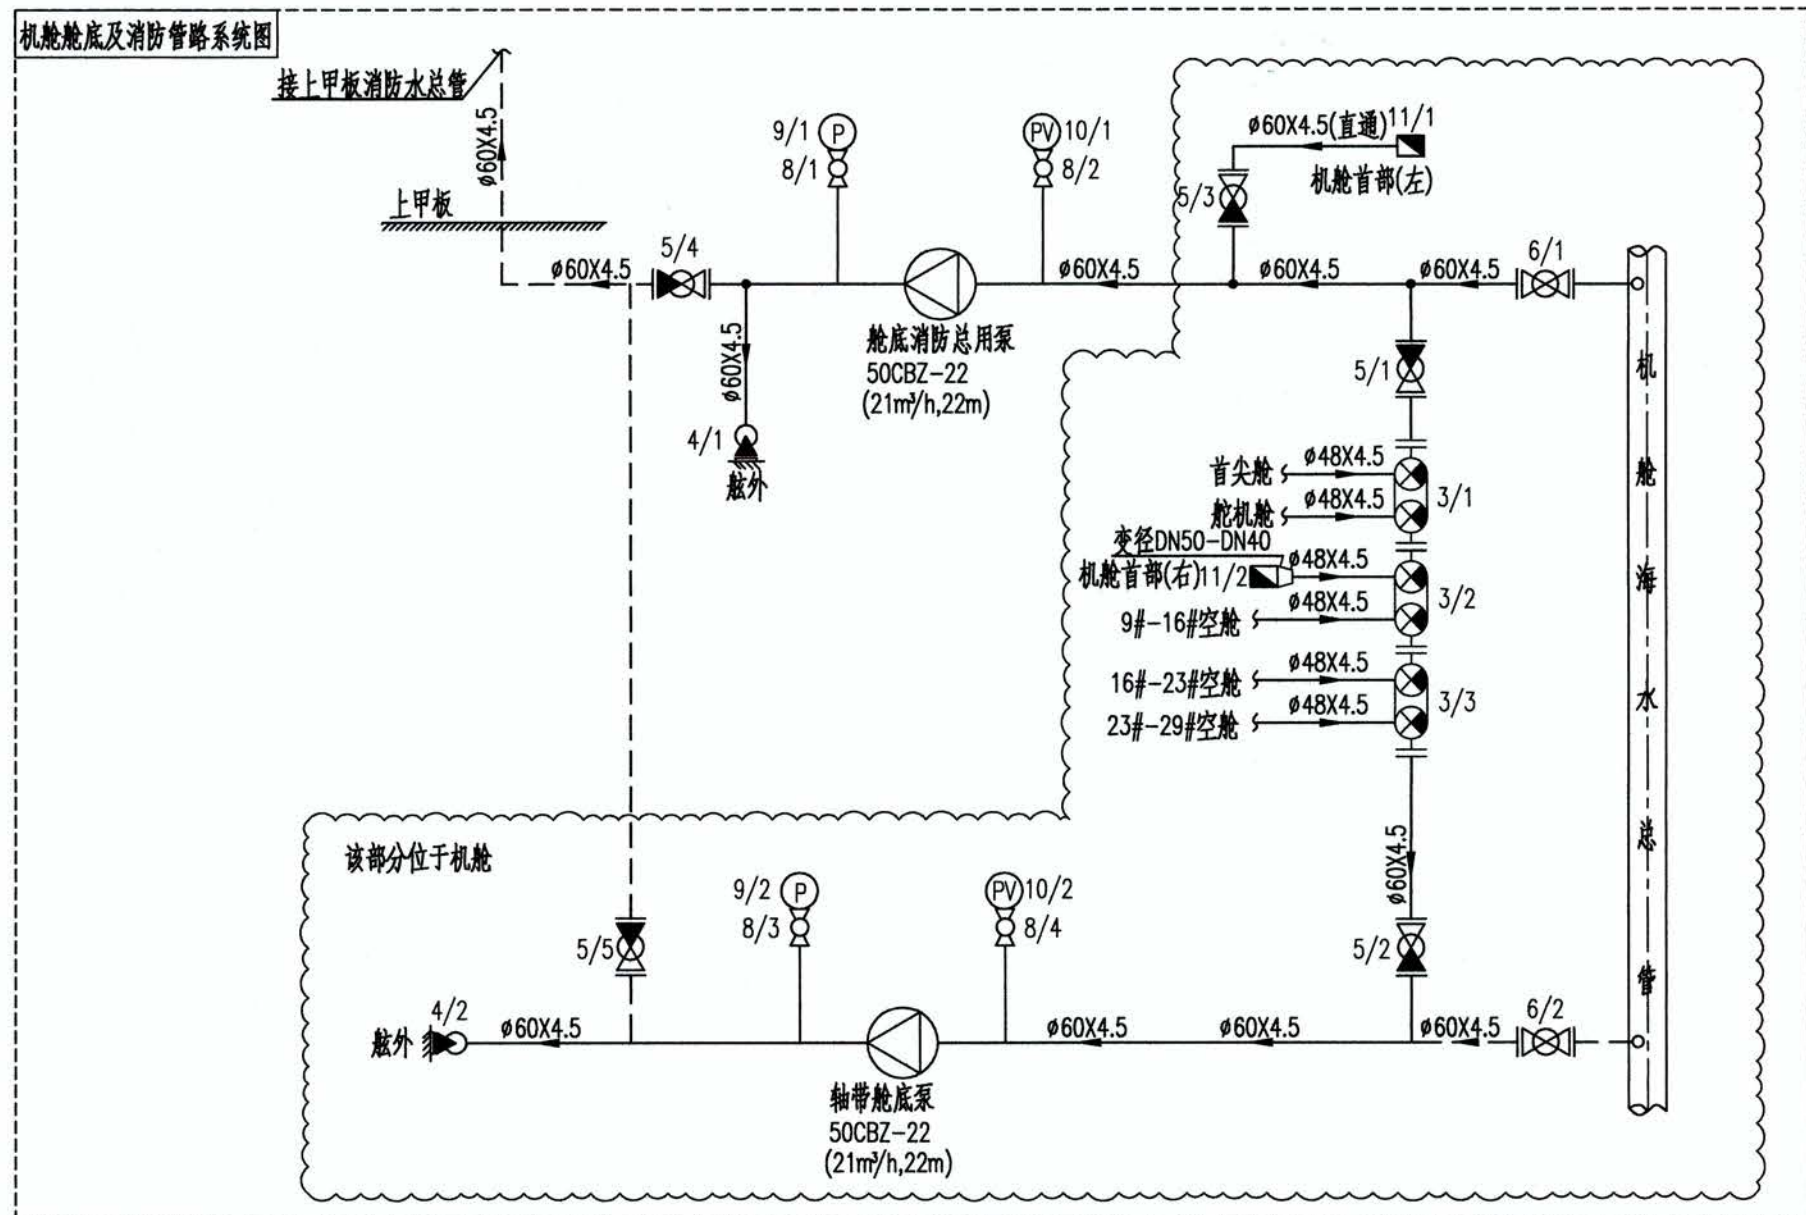 机舱舱底及消防管路系统图
接上甲板消防水总管
ø60X4.5
上甲板
9/1
P
8/1
PV
10/1
8/2
ø60X4.5(直通)
11/1
机舱首部(左)
5/3
5/4
6/1
ø60X4.5
ø60X4.5
ø60X4.5
ø60X4.5
舱底消防总用泵
50CBZ-22
(21m³/h,22m)
ø60X4.5
4/1
舷外
5/1
首尖舱
ø48X4.5
舵机舱
ø48X4.5
3/1
变径DN50-DN40
机舱首部(右)11/2
ø48X4.5
9#-16#空舱
ø48X4.5
3/2
16#-23#空舱
ø48X4.5
23#-29#空舱
ø48X4.5
3/3
机舱海水总管
该部分位于机舱
ø60X4.5
9/2
P
8/3
PV
10/2
8/4
5/5
5/2
4/2
舷外
ø60X4.5
ø60X4.5
ø60X4.5
ø60X4.5
6/2
轴带舱底泵
50CBZ-22
(21m³/h,22m)